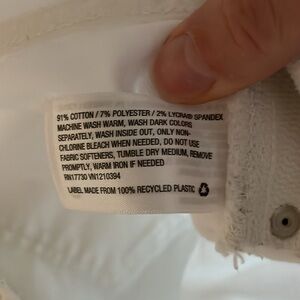 91% COTTON / 7% POLYESTER / 2% LYCRA® SPANDEX
MACHINE WASH WARM, WASH DARK COLORS
SEPARATELY, WASH INSIDE OUT, ONLY NON-
CHLORINE BLEACH WHEN NEEDED, DO NOT USE
FABRIC SOFTENERS, TUMBLE DRY MEDIUM, REMOVE
PROMPTLY, WARM IRON IF NEEDED
RN17730 VN1210394
LABEL MADE FROM 100% RECYCLED PLASTIC